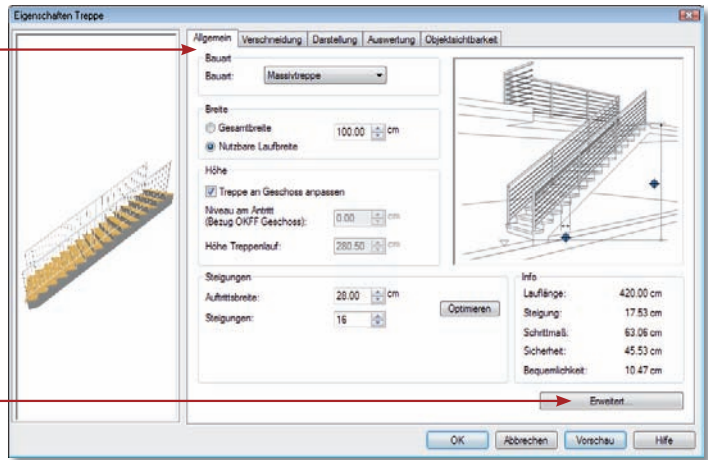 Eigenschaften Treppe
Allgemein Verschneidung Darstellung Auswertung Objektsichtbarkeit
Bauart
Bauart: Massivtreppe
Breite
Gesamtbreite
100.00 cm
Nutzbare Laufbreite
Höhe
Treppe an Geschoss anpassen
Niveau am Antritt
(Bezug OKFF Geschoss): 0.00 cm
Höhe Treppenlauf: 280.50 cm
Steigungen
Auftrittsbreite: 28.00 cm
Optimieren
Steigungen: 16
Info
Lauflänge: 420.00 cm
Steigung: 17.53 cm
Schrittmaß: 63.06 cm
Sicherheit: 45.53 cm
Bequemlichkeit: 10.47 cm
Erweitert...
OK Abbrechen Vorschau Hilfe